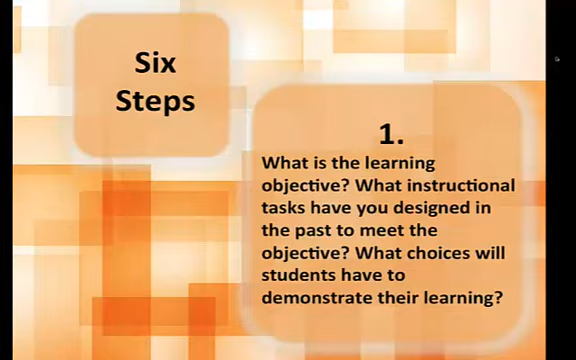 Six
Steps
1.
What is the learning
objective? What instructional
tasks have you designed in
the past to meet the
objective? What choices will
students have to
demonstrate their learning?